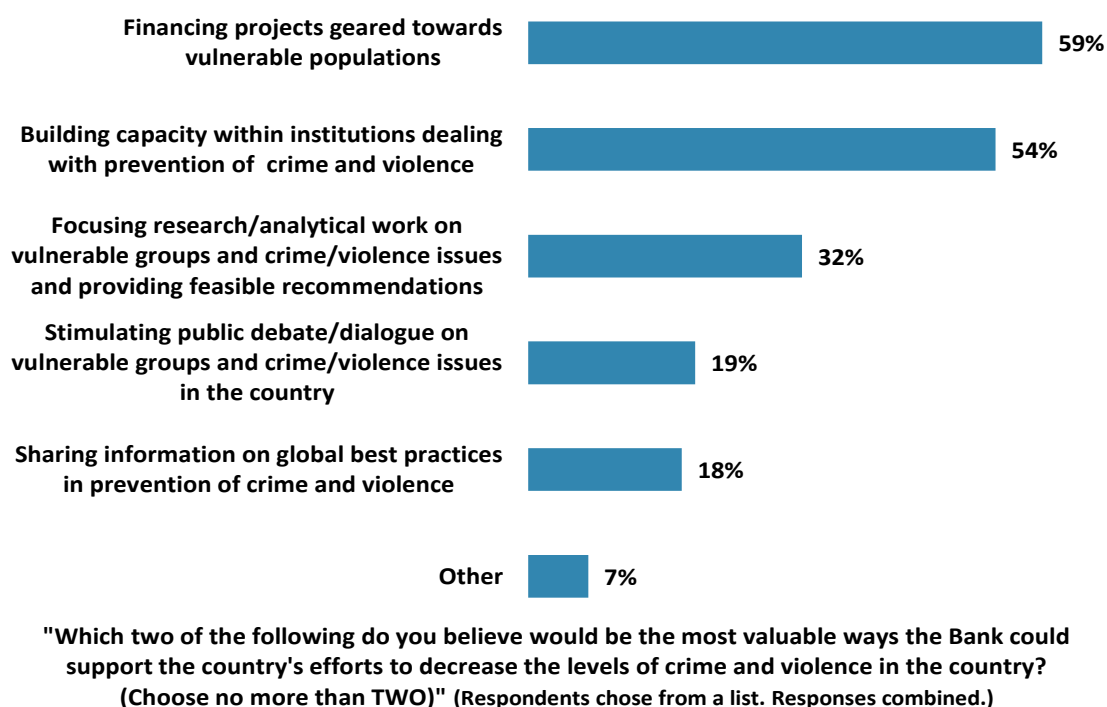 Financing projects geared towards
vulnerable populations
59%
Building capacity within institutions dealing
with prevention of crime and violence
54%
Focusing research/analytical work on
vulnerable groups and crime/violence issues
and providing feasible recommendations
32%
Stimulating public debate/dialogue on
vulnerable groups and crime/violence issues
in the country
19%
Sharing information on global best practices
in prevention of crime and violence
18%
Other
7%
"Which two of the following do you believe would be the most valuable ways the Bank could
support the country's efforts to decrease the levels of crime and violence in the country?
(Choose no more than TWO)" (Respondents chose from a list. Responses combined.)